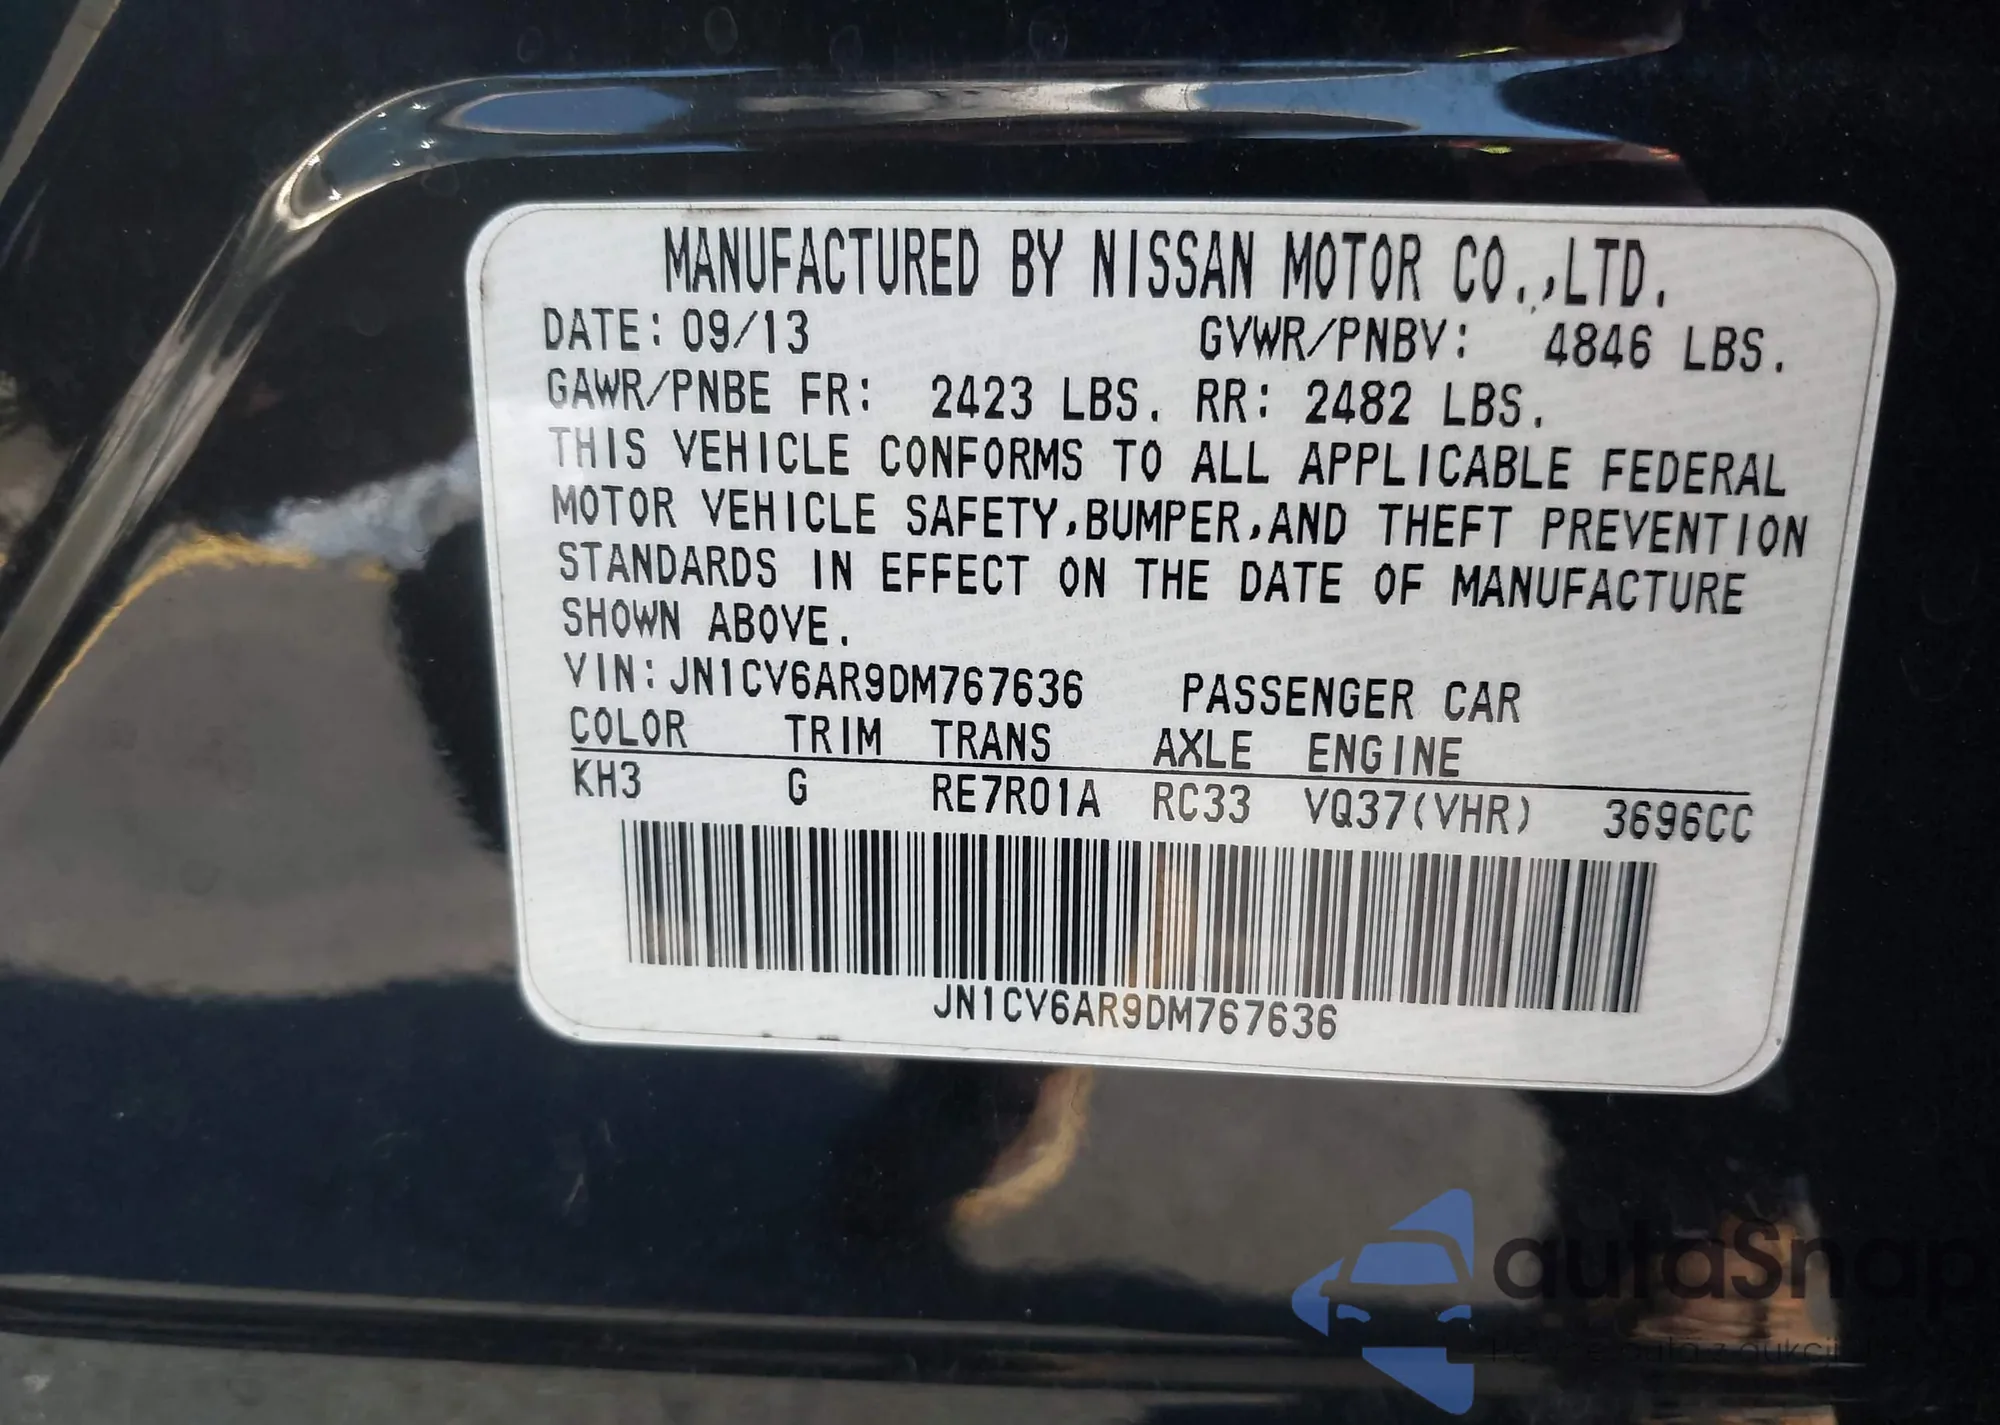 MANUFACTURED BY NISSAN MOTOR CO.,LTD.
DATE: 09/13 GVWR/PNBV: 4846 LBS.
GAWR/PNBE FR: 2423 LBS. RR: 2482 LBS.
THIS VEHICLE CONFORMS TO ALL APPLICABLE FEDERAL
MOTOR VEHICLE SAFETY,BUMPER,AND THEFT PREVENTION
STANDARDS IN EFFECT ON THE DATE OF MANUFACTURE
SHOWN ABOVE.
VIN: JN1CV6AR9DM767636 PASSENGER CAR
COLOR TRIM TRANS AXLE ENGINE
KH3 G RE7R01A RC33 VQ37(VHR) 3696CC
JN1CV6AR9DM767636
autaSnap